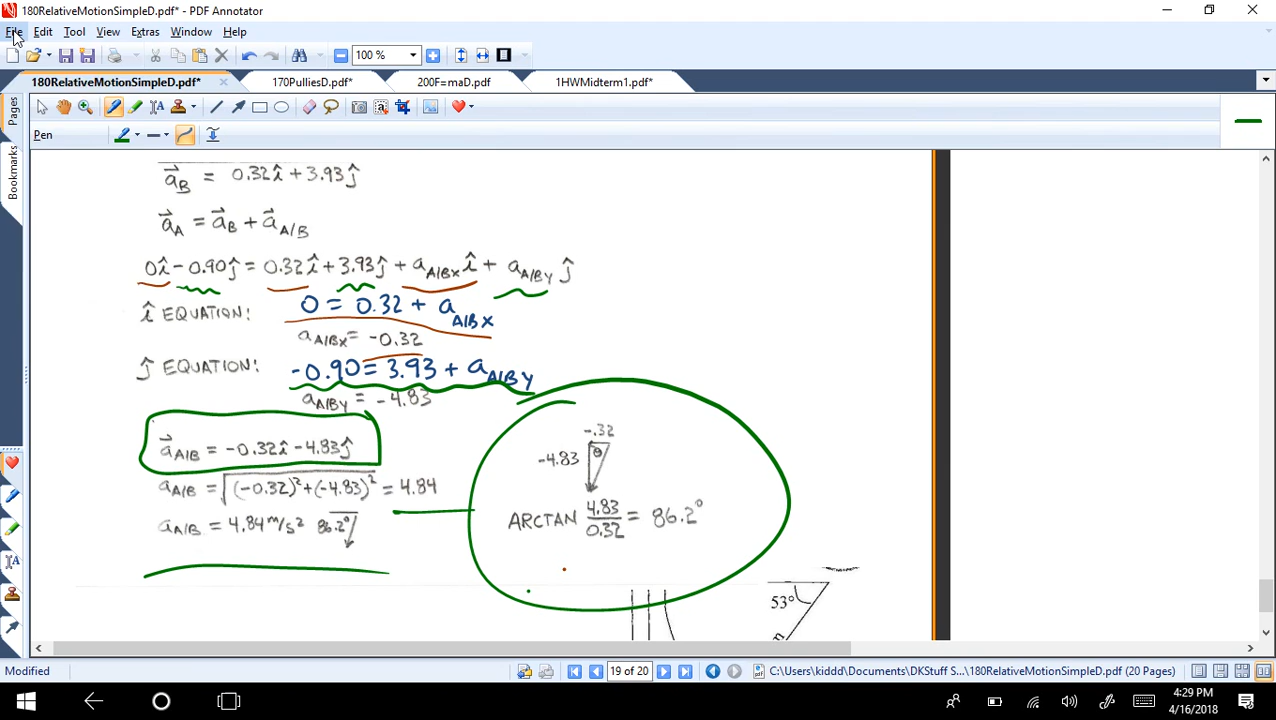 180RelativeMotionSimpleD.pdf* - PDF Annotator
File Edit Tool View Extras Window Help
100 %
180RelativeMotionSimpleD.pdf* 170PulliesD.pdf* 200F=maD.pdf 1HWMidterm1.pdf*
Pen
Pages
Bookmarks
a⃗B = 0.32î+3.93ĵ
a⃗A = a⃗B + a⃗A/B
0î-0.90ĵ = 0.32î+3.93ĵ + aA/BX î + aA/BY ĵ
î EQUATION: 0 = 0.32 + aA/BX
aA/BX = -0.32
ĵ EQUATION: -0.90 = 3.93 + aA/BY
aA/BY = -4.83
a⃗A/B = -0.32î-4.83ĵ
aA/B = √(-0.32)²+(-4.83)² = 4.84
aA/B = 4.84 m/s² 86.2°
-.32
-4.83 θ
ARCTAN 4.83/0.32 = 86.2°
53°
Modified
19 of 20
C:\Users\kiddd\Documents\DKStuff S...\180RelativeMotionSimpleD.pdf (20 Pages)
4:29 PM
4/16/2018